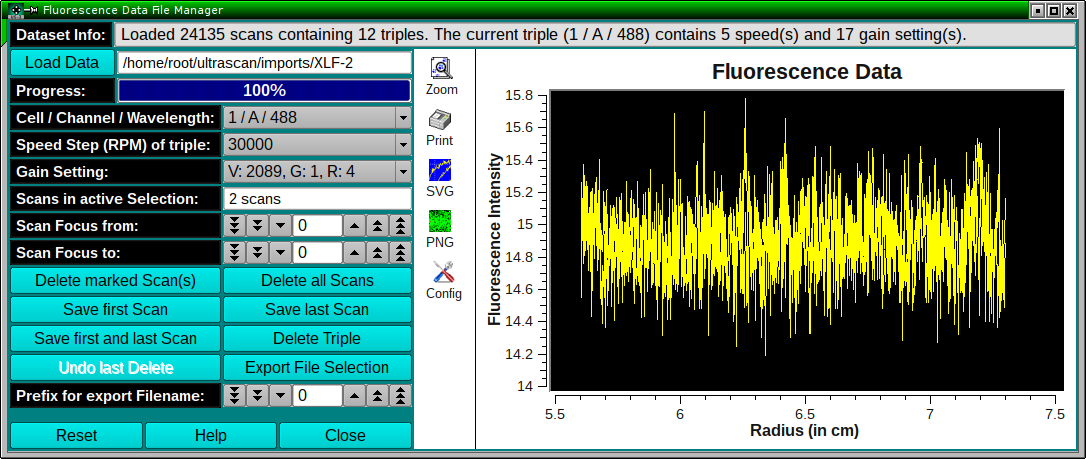 Fluorescence Data File Manager
Dataset Info: Loaded 24135 scans containing 12 triples. The current triple (1 / A / 488) contains 5 speed(s) and 17 gain setting(s).
Load Data /home/root/ultrascan/imports/XLF-2
Progress: 100%
Cell / Channel / Wavelength: 1 / A / 488
Speed Step (RPM) of triple: 30000
Gain Setting: V: 2089, G: 1, R: 4
Scans in active Selection: 2 scans
Scan Focus from: 0
Scan Focus to: 0
Delete marked Scan(s) Delete all Scans
Save first Scan Save last Scan
Save first and last Scan Delete Triple
Undo last Delete Export File Selection
Prefix for export Filename: 0
Reset Help Close
Zoom
Print
SVG
PNG
Config
Fluorescence Data
Fluorescence Intensity
15.8
15.6
15.4
15.2
15
14.8
14.6
14.4
14.2
14
5.5 6 6.5 7 7.5
Radius (in cm)